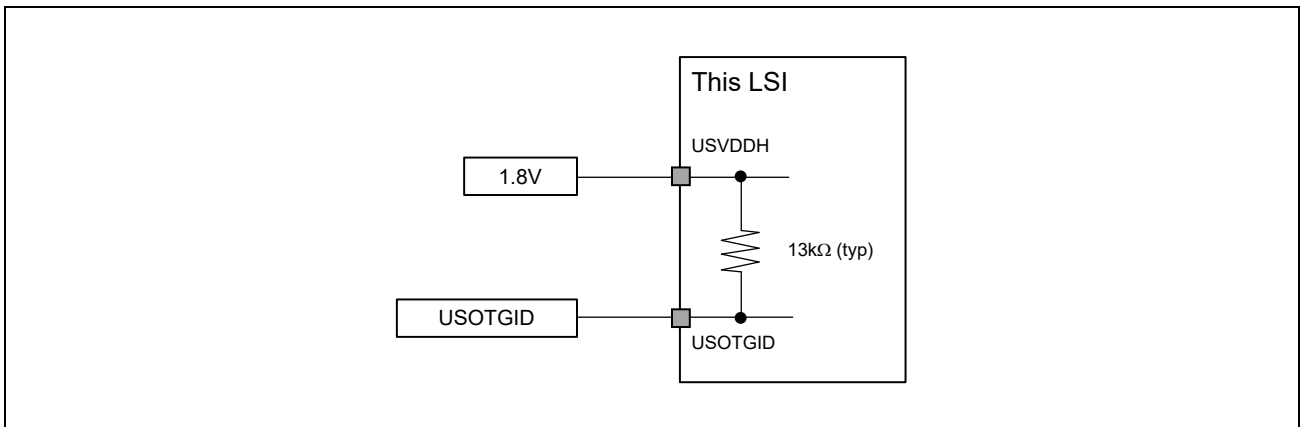 This LSI
USVDDH
1.8V
13kΩ (typ)
USOTGID
USOTGID